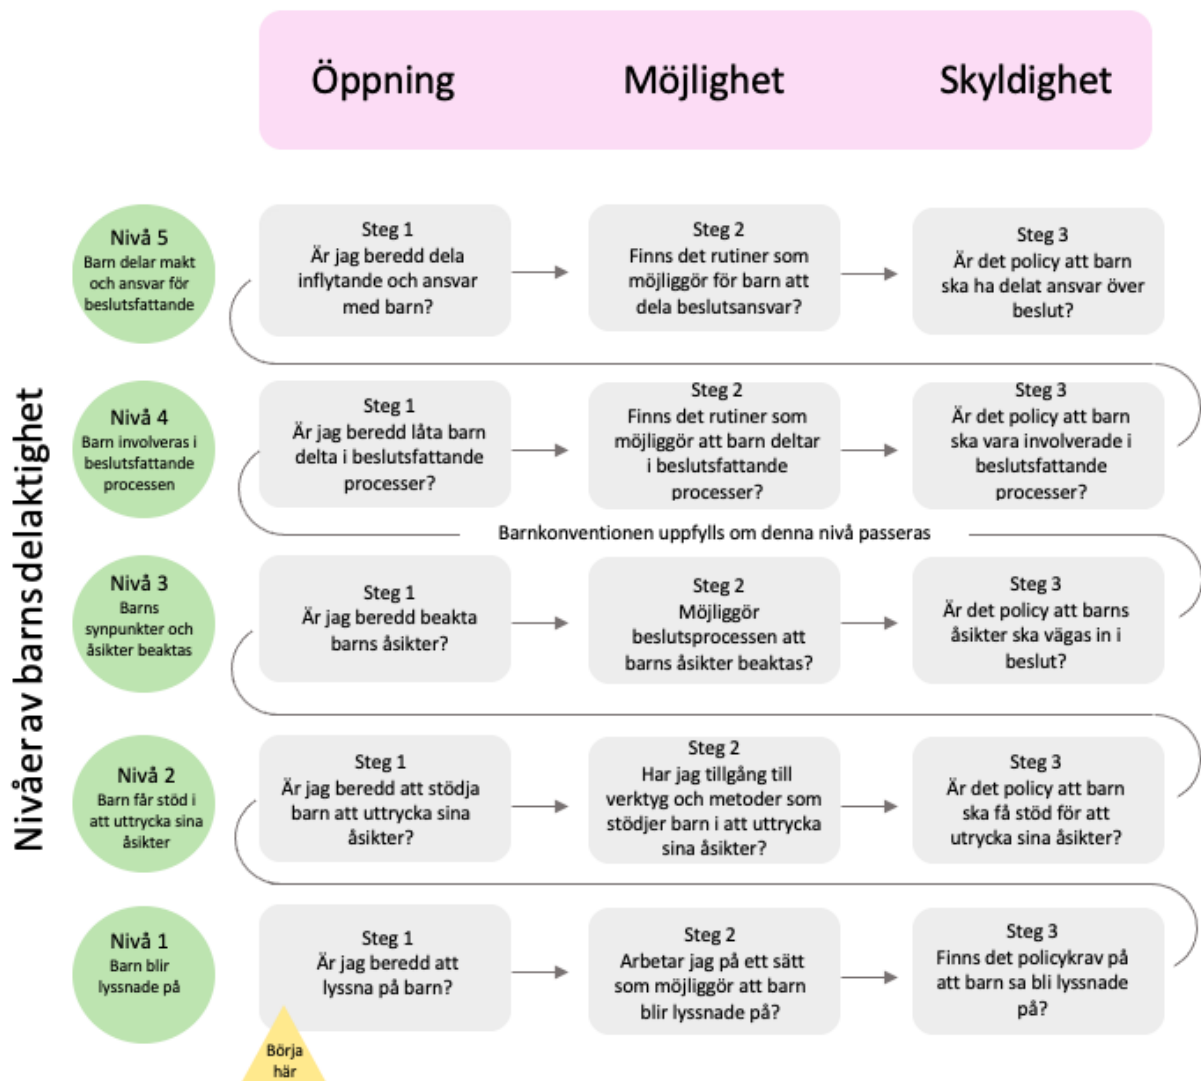 Öppning
Möjlighet
Skyldighet
Nivåer av barns delaktighet
Nivå 5
Barn delar makt
och ansvar för
beslutsfattande
Steg 1
Är jag beredd dela
inflytande och ansvar
med barn?
Steg 2
Finns det rutiner som
möjliggör för barn att
dela beslutsansvar?
Steg 3
Är det policy att barn
ska ha delat ansvar över
beslut?
Nivå 4
Barn involveras i
beslutsfattande
processen
Steg 1
Är jag beredd låta barn
delta i beslutsfattande
processer?
Steg 2
Finns det rutiner som
möjliggör att barn deltar
i beslutsfattande
processer?
Steg 3
Är det policy att barn
ska vara involverade i
beslutsfattande
processer?
Barnkonventionen uppfylls om denna nivå passeras
Nivå 3
Barns
synpunkter och
åsikter beaktas
Steg 1
Är jag beredd beakta
barns åsikter?
Steg 2
Möjliggör
beslutsprocessen att
barns åsikter beaktas?
Steg 3
Är det policy att barns
åsikter ska vägas in i
beslut?
Nivå 2
Barn får stöd i
att uttrycka sina
åsikter
Steg 1
Är jag beredd att stödja
barn att uttrycka sina
åsikter?
Steg 2
Har jag tillgång till
verktyg och metoder som
stödjer barn i att uttrycka
sina åsikter?
Steg 3
Är det policy att barn
ska få stöd för att
utrycka sina åsikter?
Nivå 1
Barn blir
lyssnade på
Steg 1
Är jag beredd att
lyssna på barn?
Steg 2
Arbetar jag på ett sätt
som möjliggör att barn
blir lyssnade på?
Steg 3
Finns det policykrav på
att barn sa bli lyssnade
på?
Börja
här